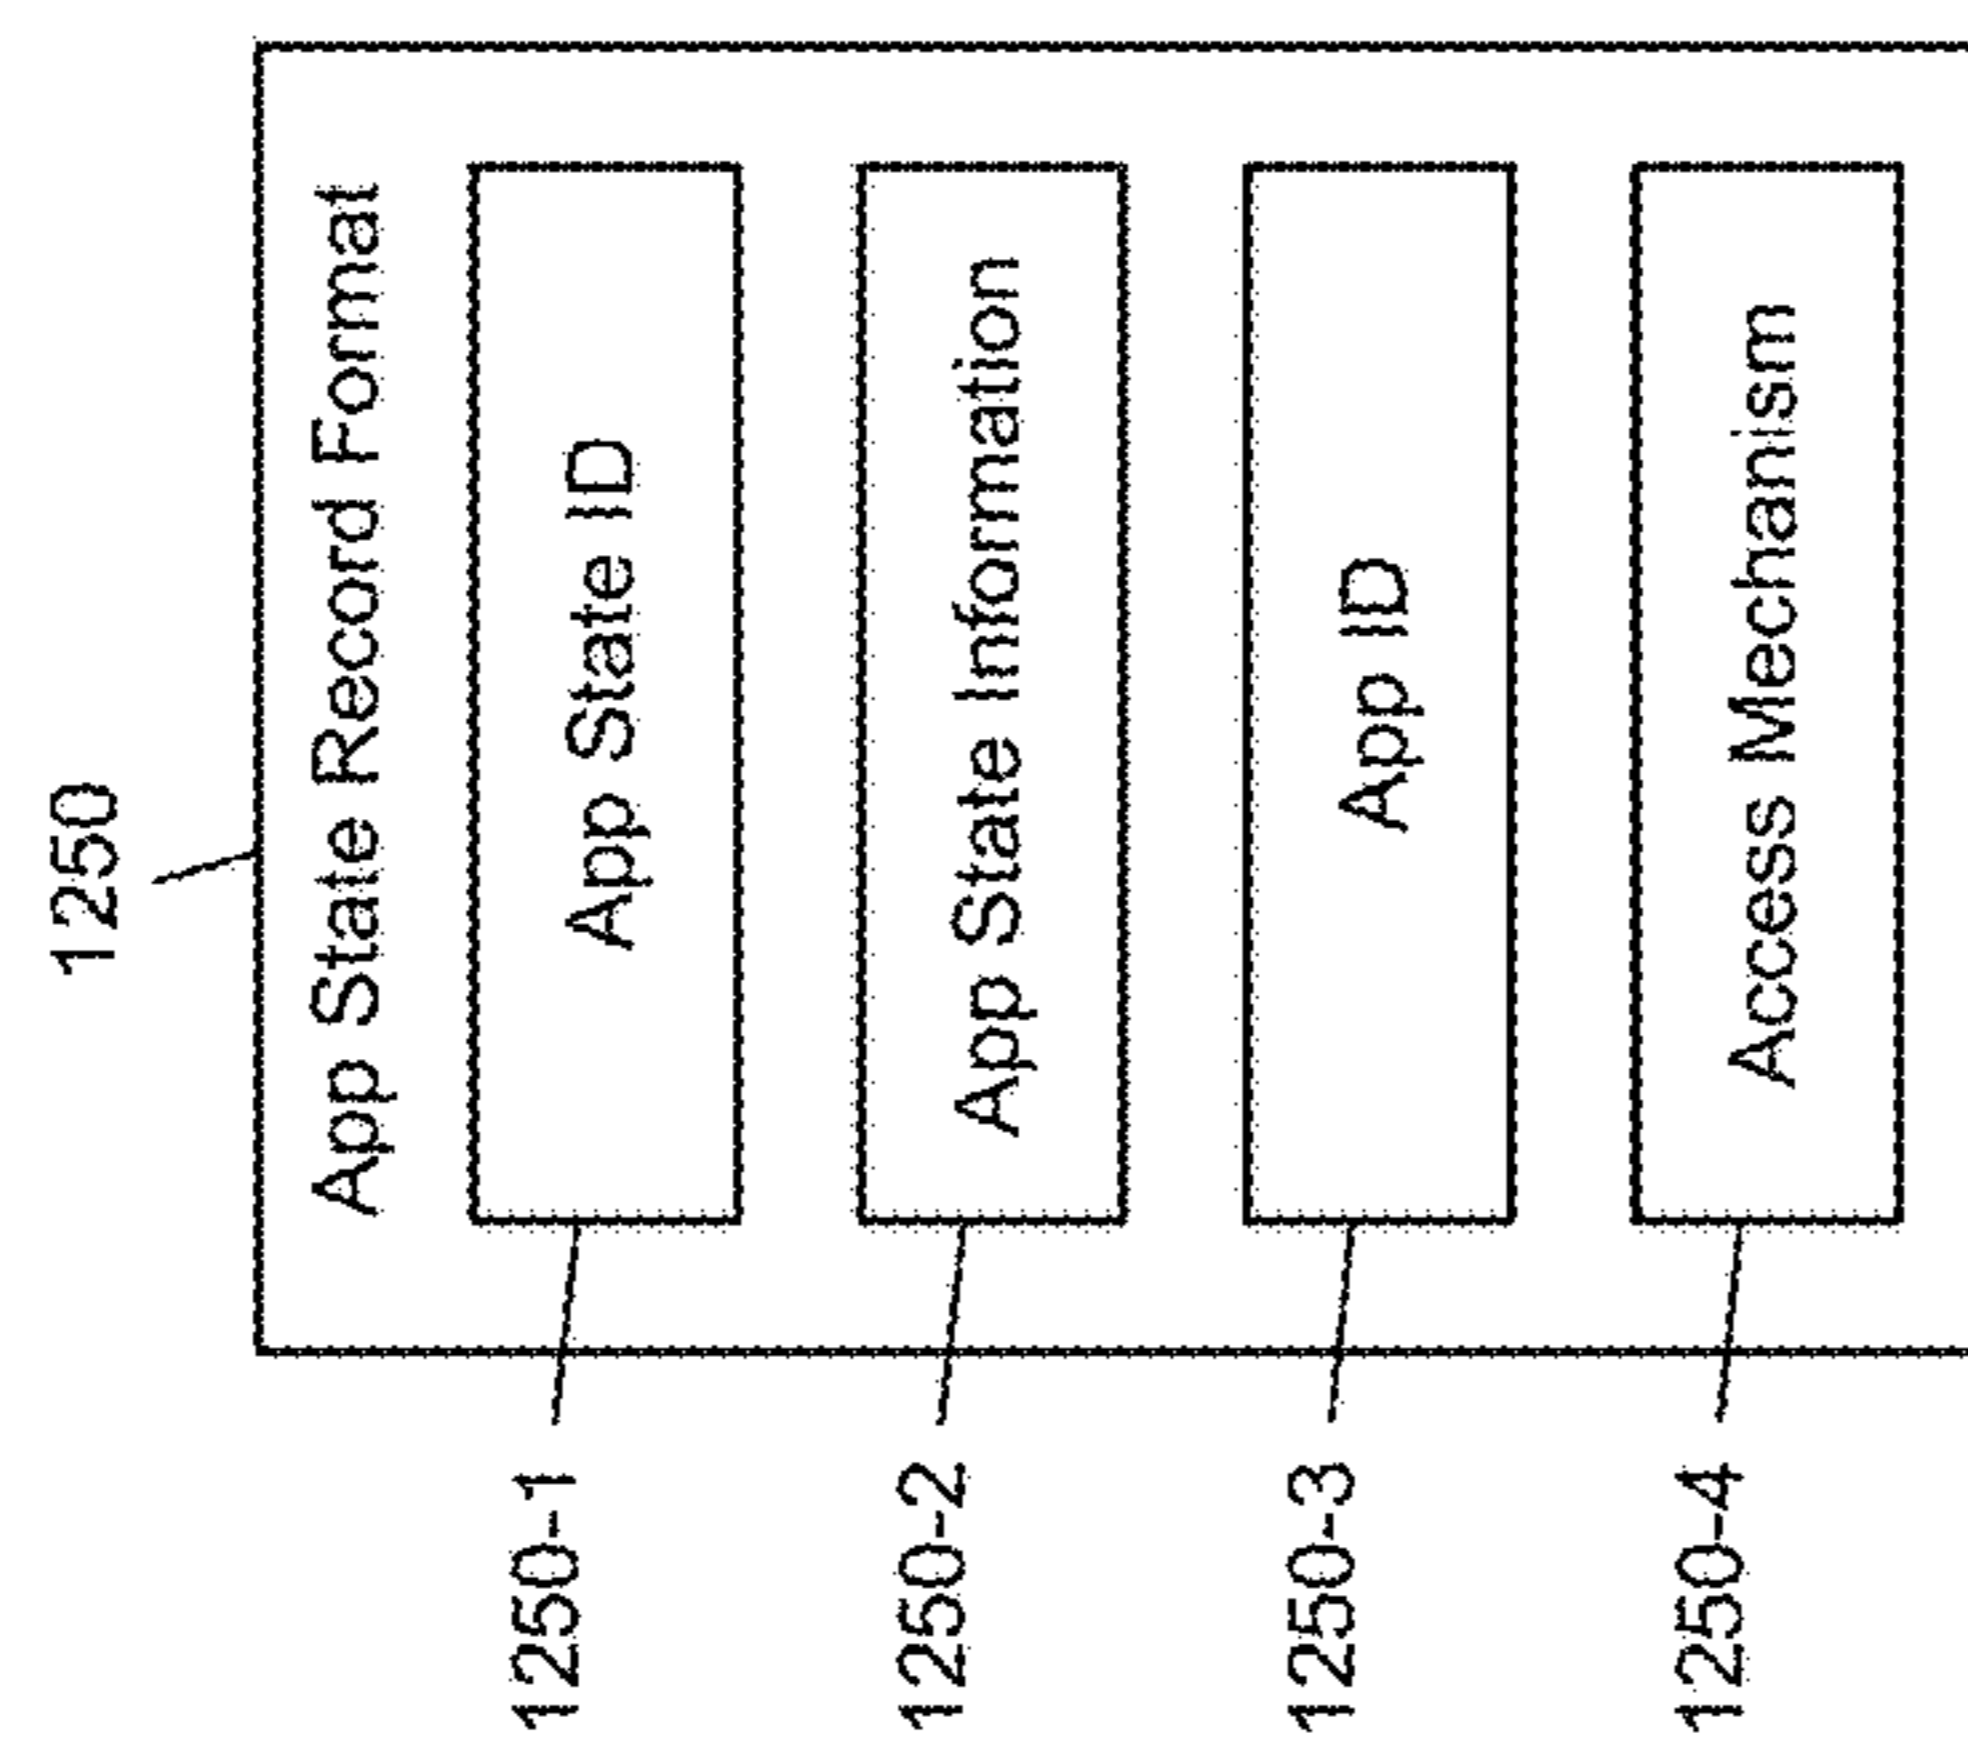 1250
App State Record Format
1250-1 App State ID
1250-2 App State Information
1250-3 App ID
1250-4 Access Mechanism